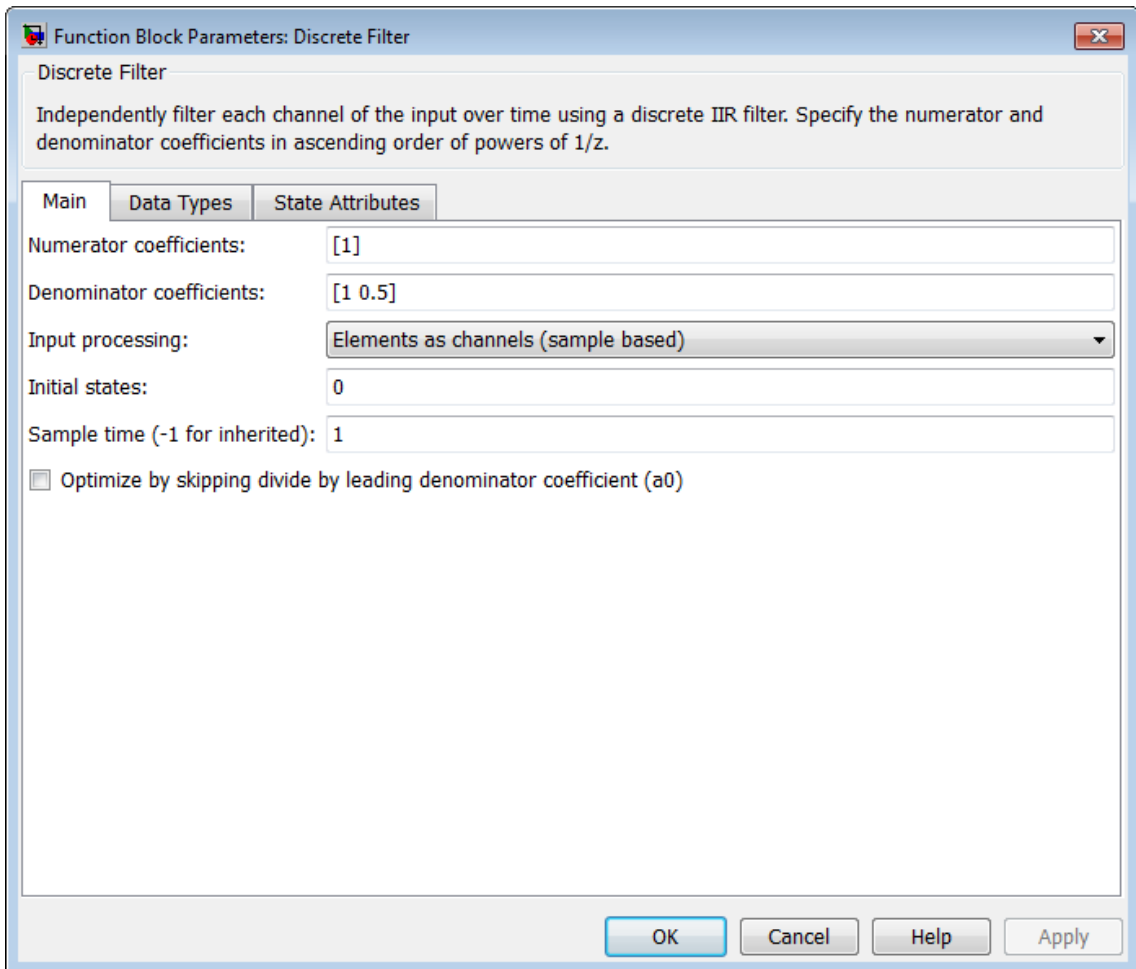 Function Block Parameters: Discrete Filter
Discrete Filter
Independently filter each channel of the input over time using a discrete IIR filter. Specify the numerator and
denominator coefficients in ascending order of powers of 1/z.
Main Data Types State Attributes
Numerator coefficients: [1]
Denominator coefficients: [1 0.5]
Input processing: Elements as channels (sample based)
Initial states: 0
Sample time (-1 for inherited): 1
Optimize by skipping divide by leading denominator coefficient (a0)
OK Cancel Help Apply